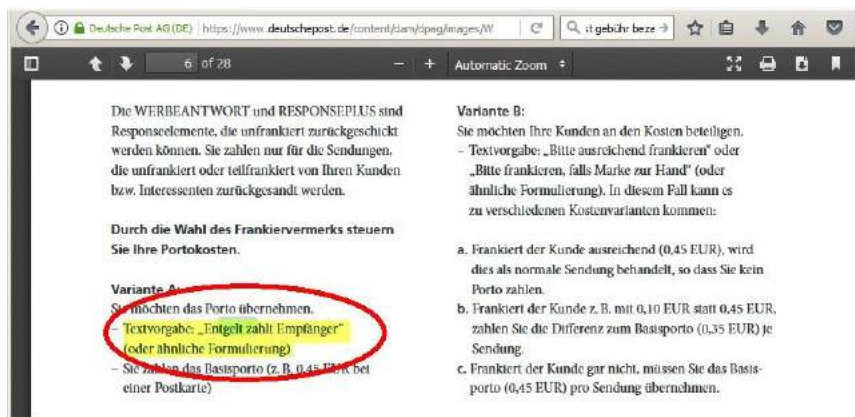 Deutsche Post AG (DE) https://www.deutschepost.de/content/dam/dpag/images/W
it gebühr beze
6 of 28
Automatic Zoom
Die WERBEANTWORT und RESPONSEPLUS sind
Responseelemente, die unfrankiert zurückgeschickt
werden können. Sie zahlen nur für die Sendungen,
die unfrankiert oder teilfrankiert von Ihren Kunden
bzw. Interessenten zurückgesandt werden.
Durch die Wahl des Frankiervermerks steuern
Sie Ihre Portokosten.
Variante A:
Sie möchten das Porto übernehmen.
– Textvorgabe: „Entgelt zahlt Empfänger“
– (oder ähnliche Formulierung)
– Sie zahlen das Basisporto (z. B. 0,45 EUR bei
einer Postkarte)
Variante B:
Sie möchten Ihre Kunden an den Kosten beteiligen.
– Textvorgabe: „Bitte ausreichend frankieren“ oder
„Bitte frankieren, falls Marke zur Hand“ (oder
ähnliche Formulierung). In diesem Fall kann es
zu verschiedenen Kostenvarianten kommen:
a. Frankiert der Kunde ausreichend (0,45 EUR), wird
dies als normale Sendung behandelt, so dass Sie kein
Porto zahlen.
b. Frankiert der Kunde z. B. mit 0,10 EUR statt 0,45 EUR,
zahlen Sie die Differenz zum Basisporto (0,35 EUR) je
Sendung.
c. Frankiert der Kunde gar nicht, müssen Sie das Basis-
porto (0,45 EUR) pro Sendung übernehmen.